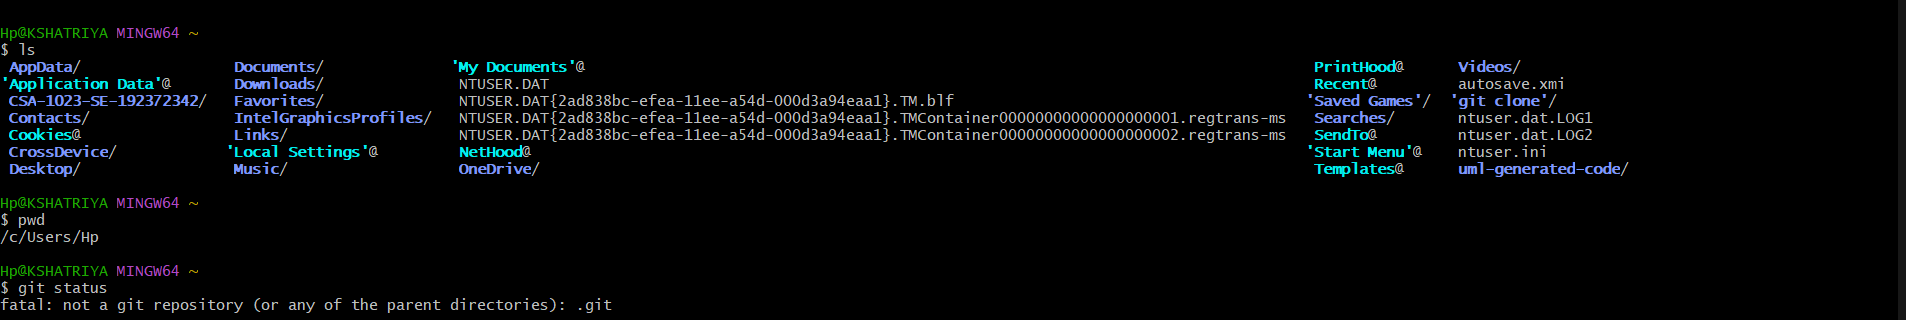 Hp@KSHATRIYA MINGW64 ~
$ ls
 AppData/                 Documents/              'My Documents'@                                                                                 PrintHood@      Videos/
'Application Data'@       Downloads/               NTUSER.DAT                                                                                     Recent@         autosave.xmi
 CSA-1023-SE-192372342/   Favorites/               NTUSER.DAT{2ad838bc-efea-11ee-a54d-000d3a94eaa1}.TM.blf                                       'Saved Games'/  'git clone'/
 Contacts/                IntelGraphicsProfiles/   NTUSER.DAT{2ad838bc-efea-11ee-a54d-000d3a94eaa1}.TMContainer00000000000000000001.regtrans-ms   Searches/       ntuser.dat.LOG1
 Cookies@                 Links/                   NTUSER.DAT{2ad838bc-efea-11ee-a54d-000d3a94eaa1}.TMContainer00000000000000000002.regtrans-ms   SendTo@         ntuser.dat.LOG2
 CrossDevice/            'Local Settings'@         NetHood@                                                                                      'Start Menu'@    ntuser.ini
 Desktop/                 Music/                   OneDrive/                                                                                      Templates@      uml-generated-code/
Hp@KSHATRIYA MINGW64 ~
$ pwd
/c/Users/Hp
Hp@KSHATRIYA MINGW64 ~
$ git status
fatal: not a git repository (or any of the parent directories): .git